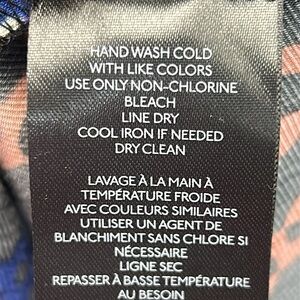 HAND WASH COLD
WITH LIKE COLORS
USE ONLY NON-CHLORINE
BLEACH
LINE DRY
COOL IRON IF NEEDED
DRY CLEAN
LAVAGE À LA MAIN À
TEMPÉRATURE FROIDE
AVEC COULEURS SIMILAIRES
UTILISER UN AGENT DE
BLANCHIMENT SANS CHLORE SI
NÉCESSAIRE
LIGNE SEC
REPASSER À BASSE TEMPÉRATURE
AU BESOIN